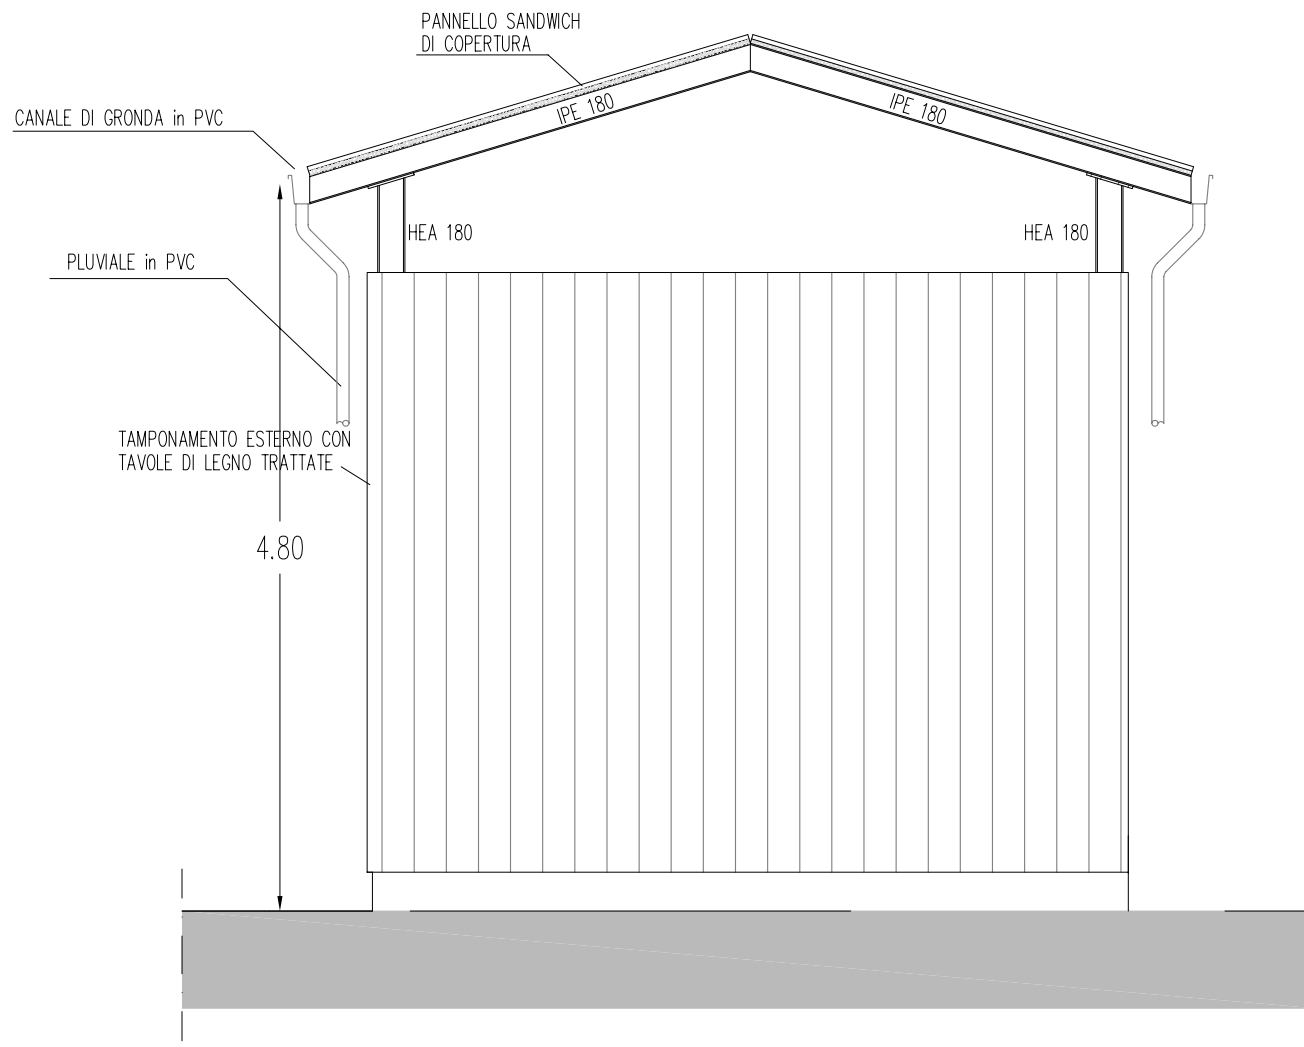 PANNELLO SANDWICH
DI COPERTURA
IPE 180
IPE 180
CANALE DI GRONDA in PVC
HEA 180
HEA 180
PLUVIALE in PVC
TAMPONAMENTO ESTERNO CON
TAVOLE DI LEGNO TRATTATE
4.80